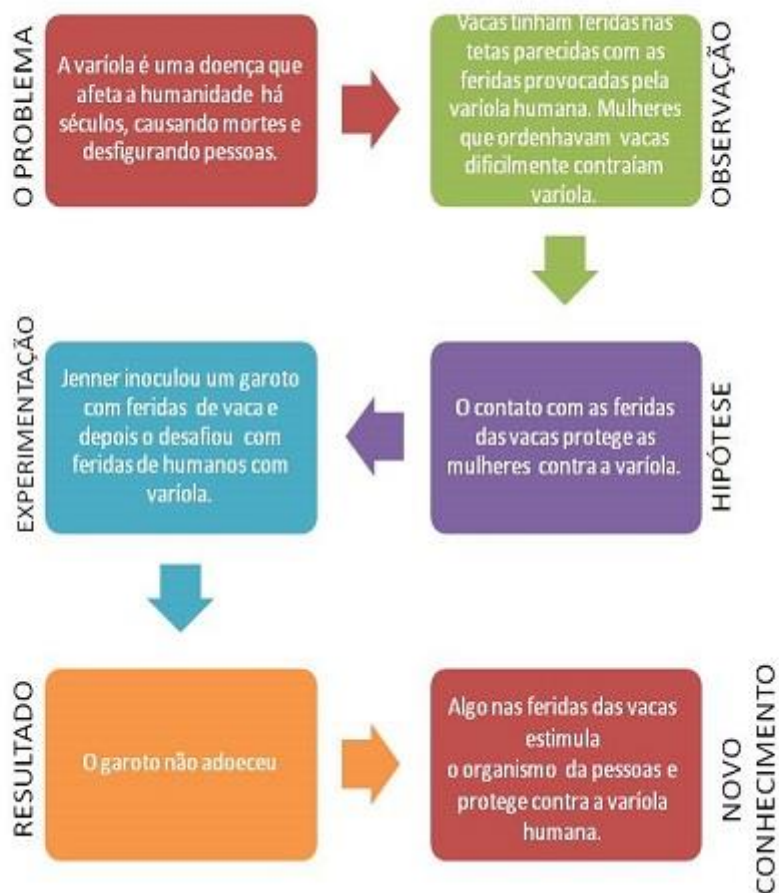 O PROBLEMA
A varíola é uma doença que
afeta a humanidade há
séculos, causando mortes e
desfigurando pessoas.
Vacas tinham feridas nas
tetas parecidas com as
feridas provocadas pela
varíola humana. Mulheres
que ordenhavam vacas
dificilmente contraíam
varíola.
OBSERVAÇÃO
HIPÓTESE
O contato com as feridas
das vacas protege as
mulheres contra a varíola.
EXPERIMENTAÇÃO
Jenner inoculou um garoto
com feridas de vaca e
depois o desafiou com
feridas de humanos com
varíola.
RESULTADO
O garoto não adoeceu
Algo nas feridas das vacas
estimula
o organismo da pessoas e
protege contra a varíola
humana.
NOVO
CONHECIMENTO